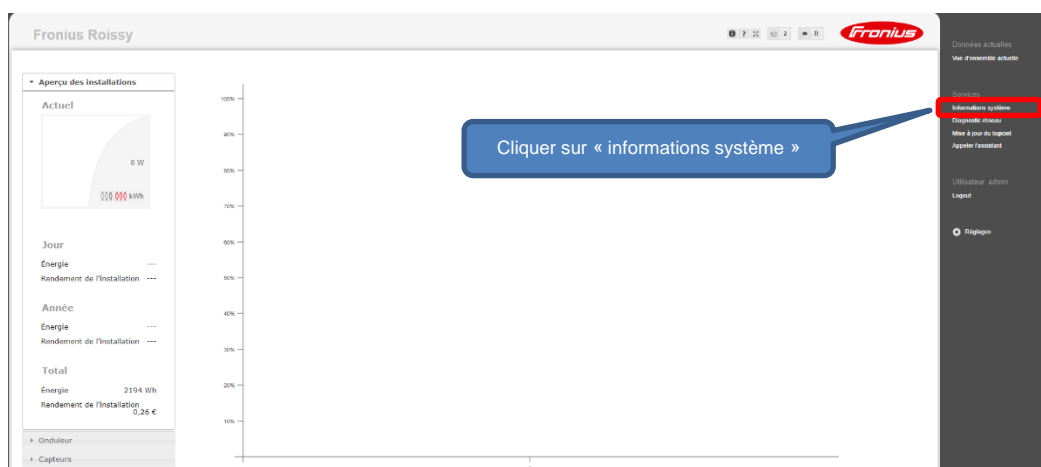 Fronius Roissy
fr
Fronius
Aperçu des installations
Actuel
0 W
000 000 kWh
Jour
Énergie ---
Rendement de l'installation ---
Année
Énergie ---
Rendement de l'installation ---
Total
Énergie 2194 Wh
Rendement de l'installation
0,26 €
Onduleur
Capteurs
100%
90%
80%
70%
60%
50%
40%
30%
20%
10%
Cliquer sur « informations système »
Données actuelles
Vue d'ensemble actuelle
Services
Informations système
Diagnostic réseau
Mise à jour du logiciel
Appeler l'assistant
Utilisateur: admin
Logout
Réglages